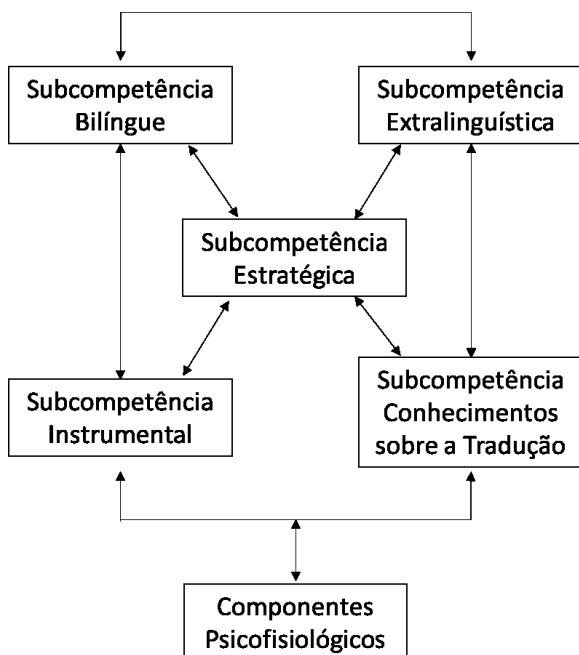 Subcompetência
Bilíngue
Subcompetência
Extralinguística
Subcompetência
Estratégica
Subcompetência
Instrumental
Subcompetência
Conhecimentos
sobre a Tradução
Componentes
Psicofisiológicos